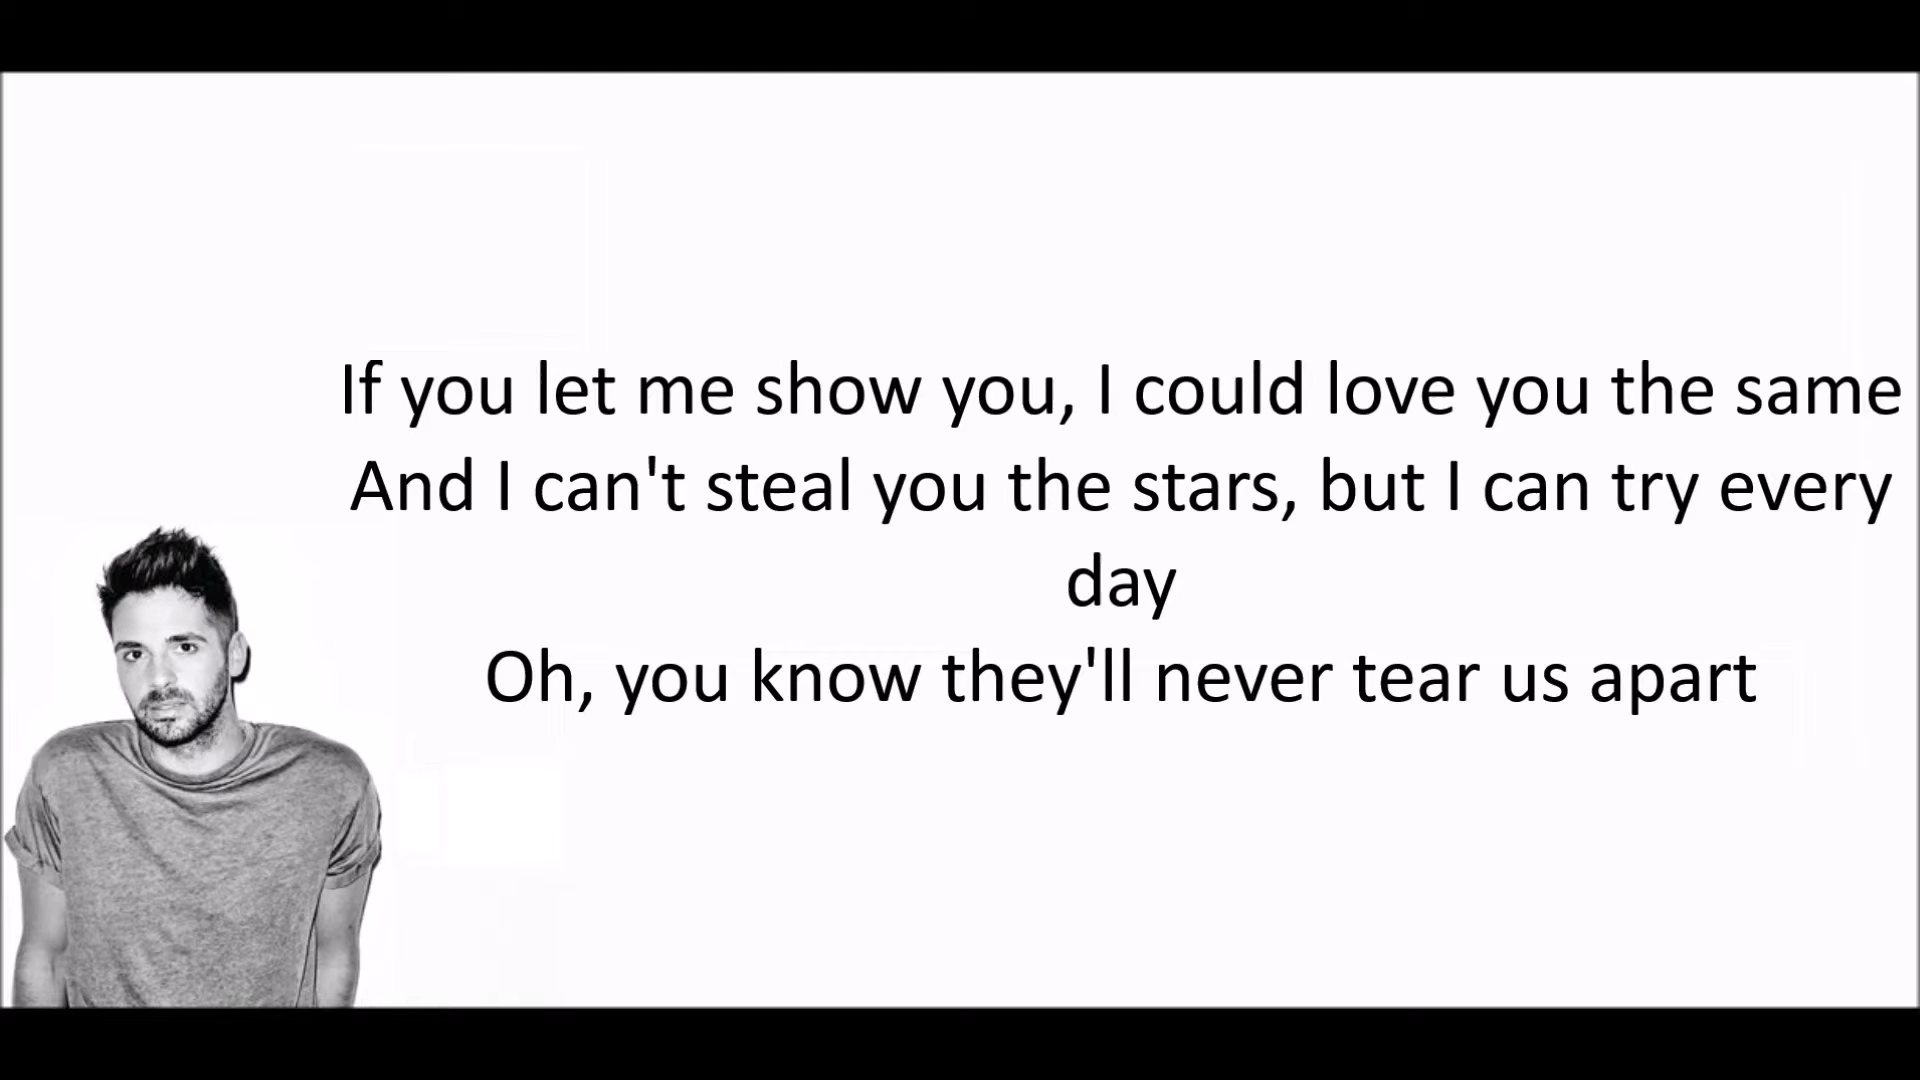 If you let me show you, I could love you the same
And I can't steal you the stars, but I can try every
day
Oh, you know they'll never tear us apart